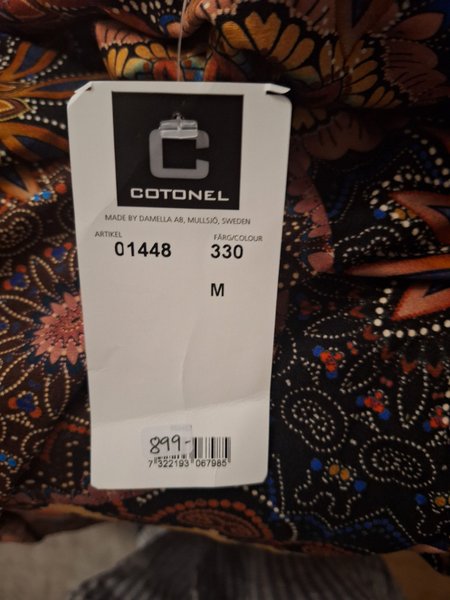 C
COTONEL
MADE BY DAMELLA AB, MULLSJÖ, SWEDEN
ARTIKEL FÄRG/COLOUR
01448 330
M
899-
7 322193 067985